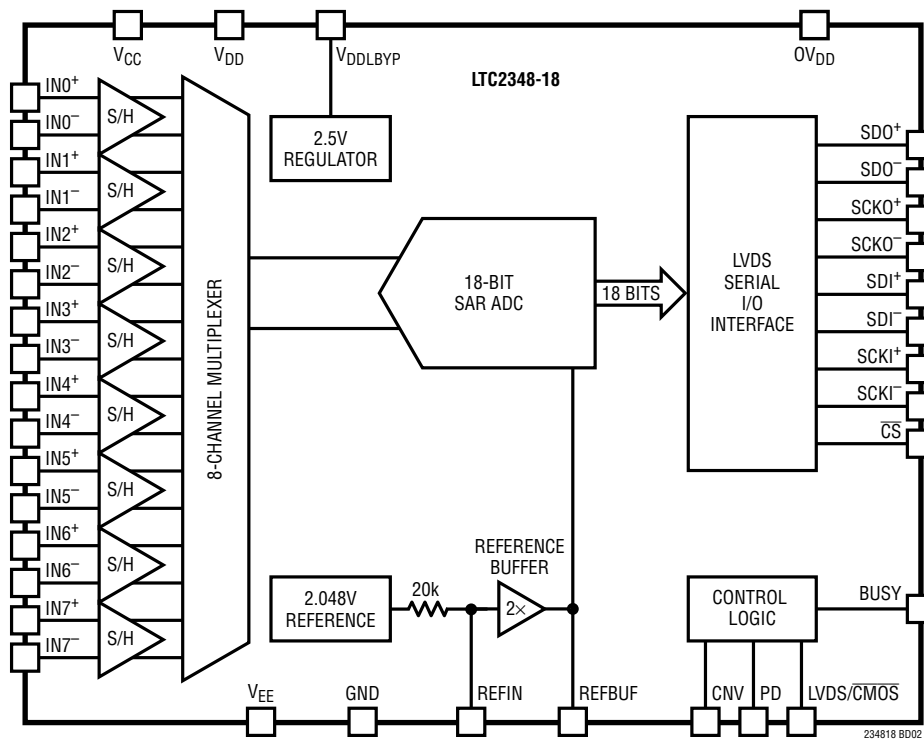 V_CC
V_DD
V_DDLBYP
OV_DD
LTC2348-18
IN0⁺
IN0⁻
IN1⁺
IN1⁻
IN2⁺
IN2⁻
IN3⁺
IN3⁻
IN4⁺
IN4⁻
IN5⁺
IN5⁻
IN6⁺
IN6⁻
IN7⁺
IN7⁻
S/H
S/H
S/H
S/H
S/H
S/H
S/H
S/H
8-CHANNEL MULTIPLEXER
2.5V
REGULATOR
18-BIT
SAR ADC
18 BITS
LVDS
SERIAL
I/O
INTERFACE
SDO⁺
SDO⁻
SCKO⁺
SCKO⁻
SDI⁺
SDI⁻
SCKI⁺
SCKI⁻
C̅S̅
2.048V
REFERENCE
20k
REFERENCE
BUFFER
2×
CONTROL
LOGIC
BUSY
V_EE
GND
REFIN
REFBUF
CNV
PD
LVDS/C̅M̅O̅S̅
234818 BD02